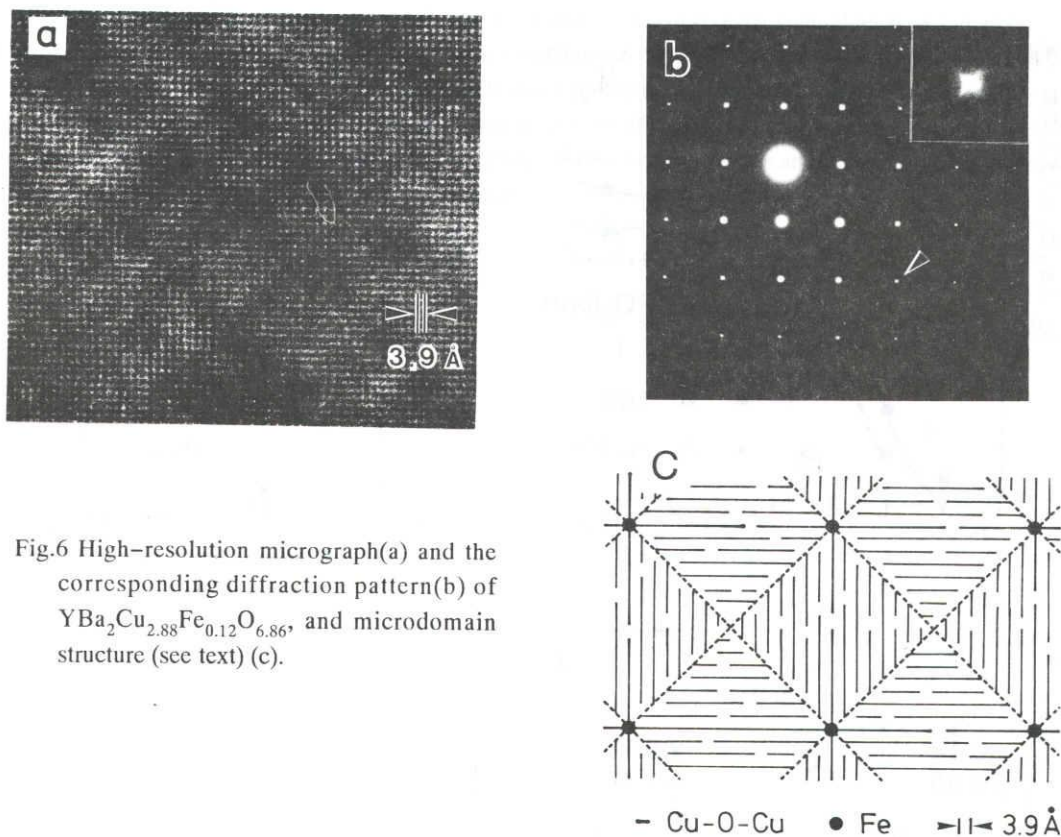 a
3.9 Å
b
Fig.6 High-resolution micrograph(a) and the
corresponding diffraction pattern(b) of
YBa₂Cu₂.₈₈Fe₀.₁₂O₆.₈₆, and microdomain
structure (see text) (c).
C
– Cu-O-Cu ● Fe 3.9Å